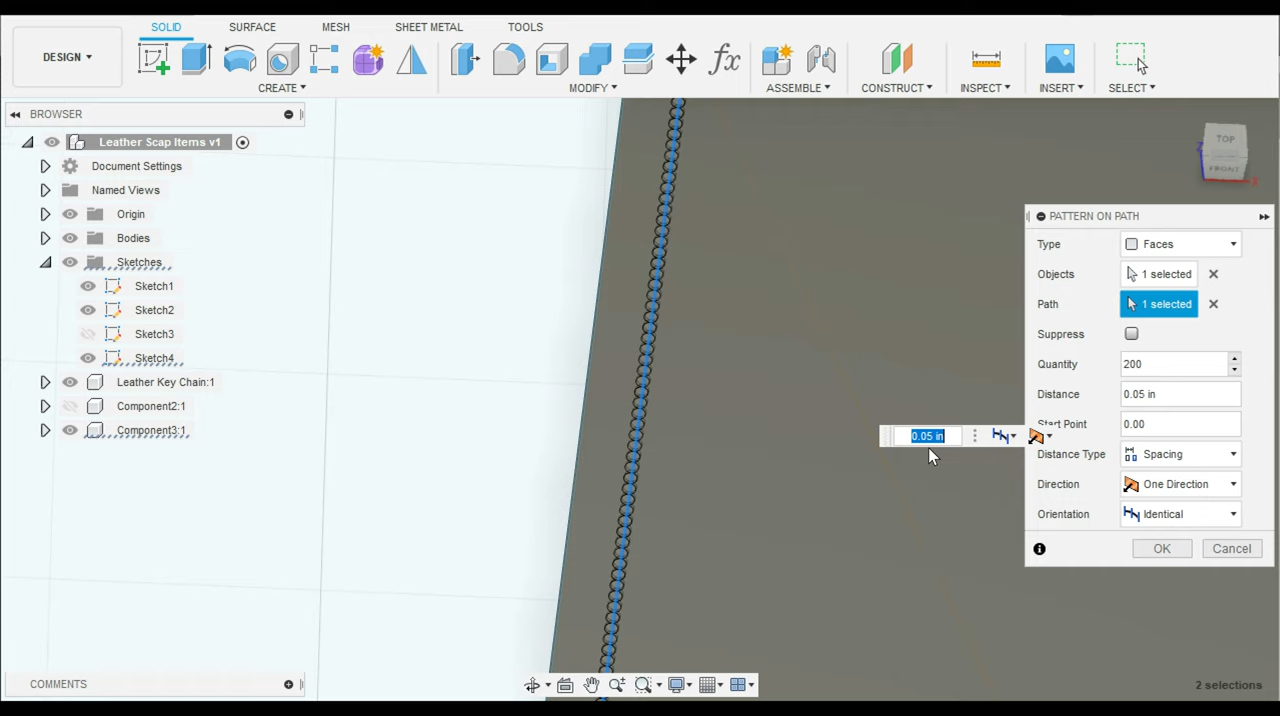 SOLID SURFACE MESH SHEET METAL TOOLS
DESIGN
CREATE MODIFY ASSEMBLE CONSTRUCT INSPECT INSERT SELECT
BROWSER
Leather Scap Items v1
Document Settings
Named Views
Origin
Bodies
Sketches
Sketch1
Sketch2
Sketch3
Sketch4
Leather Key Chain:1
Component2:1
Component3:1
TOP
FRONT
PATTERN ON PATH
Type Faces
Objects 1 selected
Path 1 selected
Suppress
Quantity 200
Distance 0.05 in
Start Point 0.00
0.05 in
Distance Type Spacing
Direction One Direction
Orientation Identical
OK Cancel
COMMENTS
2 selections